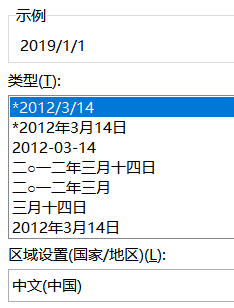 示例
2019/1/1
类型(T):
*2012/3/14
*2012年3月14日
2012-03-14
二○一二年三月十四日
二○一二年三月
三月十四日
2012年3月14日
区域设置(国家/地区)(L):
中文(中国)